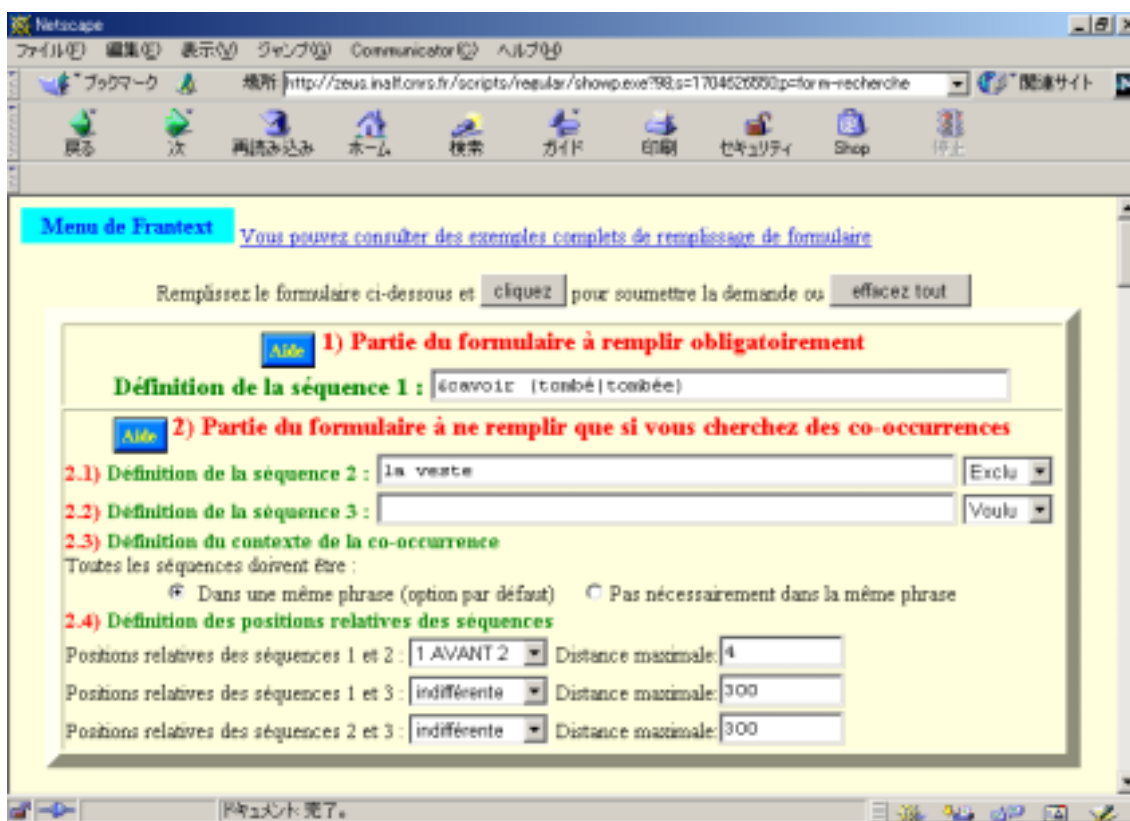 Netscape
ファイル(F) 編集(E) 表示(V) ジャンプ(G) Communicator(C) ヘルプ(H)
ブックマーク 場所 http://zeus.inalf.cnrs.fr/scripts/regular/showp.exe?98;s=1704626550;p=form-recherche 関連サイト
戻る 次 再読み込み ホーム 検索 ガイド 印刷 セキュリティ Shop 停止
Menu de Frantext Vous pouvez consulter des exemples complets de remplissage de formulaire
Remplissez le formulaire ci-dessous et cliquez pour soumettre la demande ou effacez tout
Aide 1) Partie du formulaire à remplir obligatoirement
Définition de la séquence 1 : &cavoir (tombé|tombée)
Aide 2) Partie du formulaire à ne remplir que si vous cherchez des co-occurrences
2.1) Définition de la séquence 2 : la veste Exclu
2.2) Définition de la séquence 3 : Voulu
2.3) Définition du contexte de la co-occurrence
Toutes les séquences doivent être :
Dans une même phrase (option par défaut) Pas nécessairement dans la même phrase
2.4) Définition des positions relatives des séquences
Positions relatives des séquences 1 et 2 : 1 AVANT 2 Distance maximale: 4
Positions relatives des séquences 1 et 3 : indifférente Distance maximale: 300
Positions relatives des séquences 2 et 3 : indifférente Distance maximale: 300
ドキュメント: 完了。